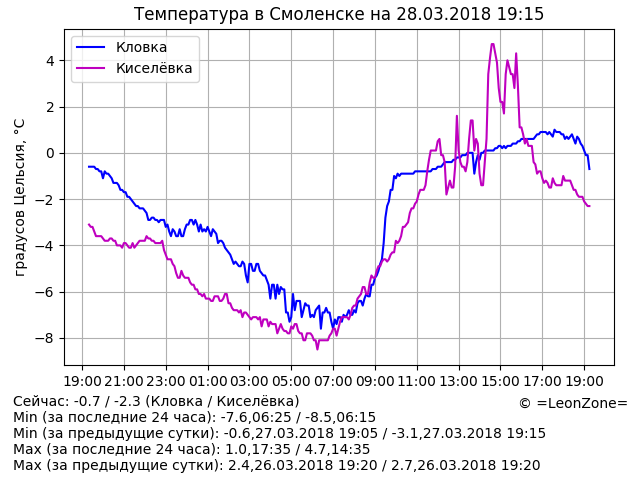 Температура в Смоленске на 28.03.2018 19:15
Кловка
Киселёвка
градусов Цельсия, °C
4
2
0
−2
−4
−6
−8
19:00 21:00 23:00 01:00 03:00 05:00 07:00 09:00 11:00 13:00 15:00 17:00 19:00
Сейчас: -0.7 / -2.3 (Кловка / Киселёвка)
© =LeonZone=
Min (за последние 24 часа): -7.6,06:25 / -8.5,06:15
Min (за предыдущие сутки): -0.6,27.03.2018 19:05 / -3.1,27.03.2018 19:15
Max (за последние 24 часа): 1.0,17:35 / 4.7,14:35
Max (за предыдущие сутки): 2.4,26.03.2018 19:20 / 2.7,26.03.2018 19:20